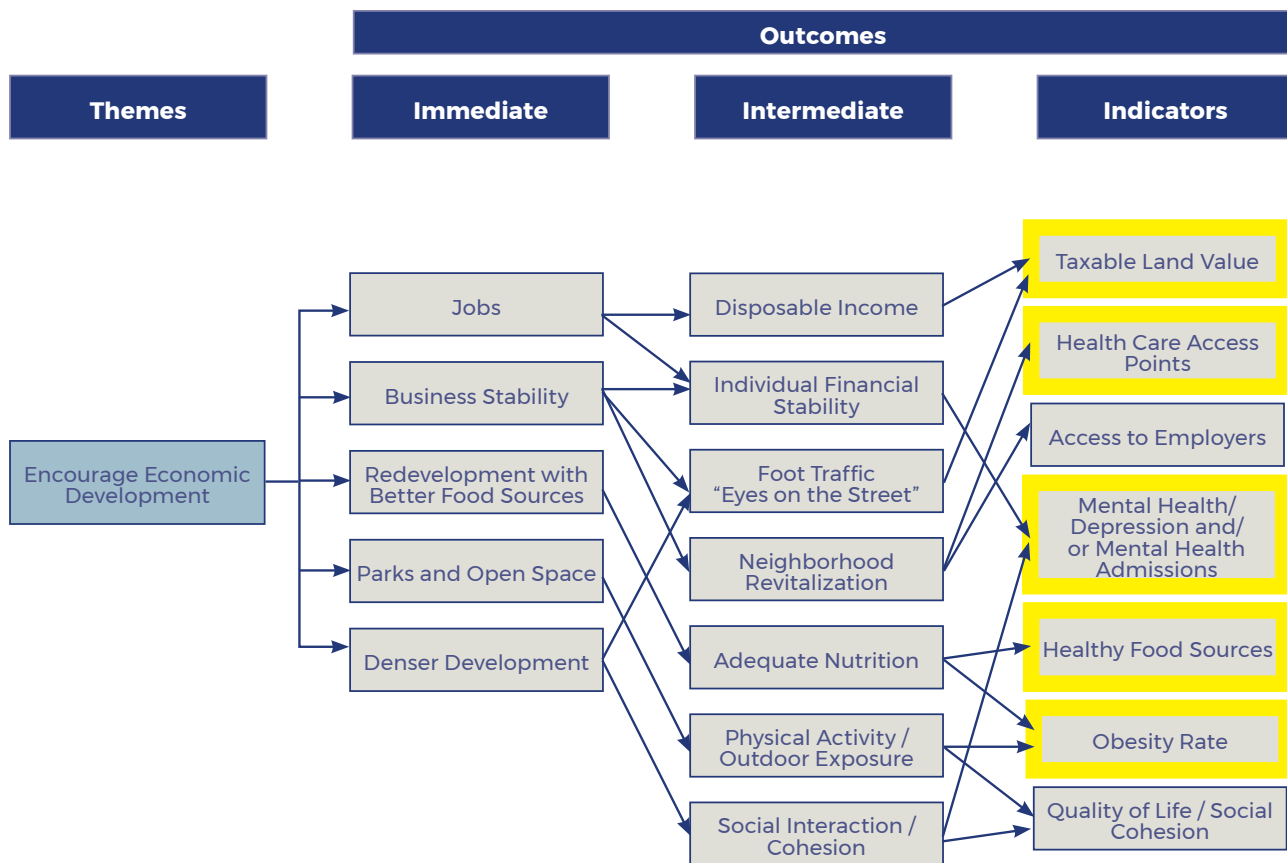 Outcomes
Themes
Immediate
Intermediate
Indicators
Encourage Economic
Development
Jobs
Business Stability
Redevelopment with
Better Food Sources
Parks and Open Space
Denser Development
Disposable Income
Individual Financial
Stability
Foot Traffic
“Eyes on the Street”
Neighborhood
Revitalization
Adequate Nutrition
Physical Activity /
Outdoor Exposure
Social Interaction /
Cohesion
Taxable Land Value
Health Care Access
Points
Access to Employers
Mental Health/
Depression and/
or Mental Health
Admissions
Healthy Food Sources
Obesity Rate
Quality of Life / Social
Cohesion